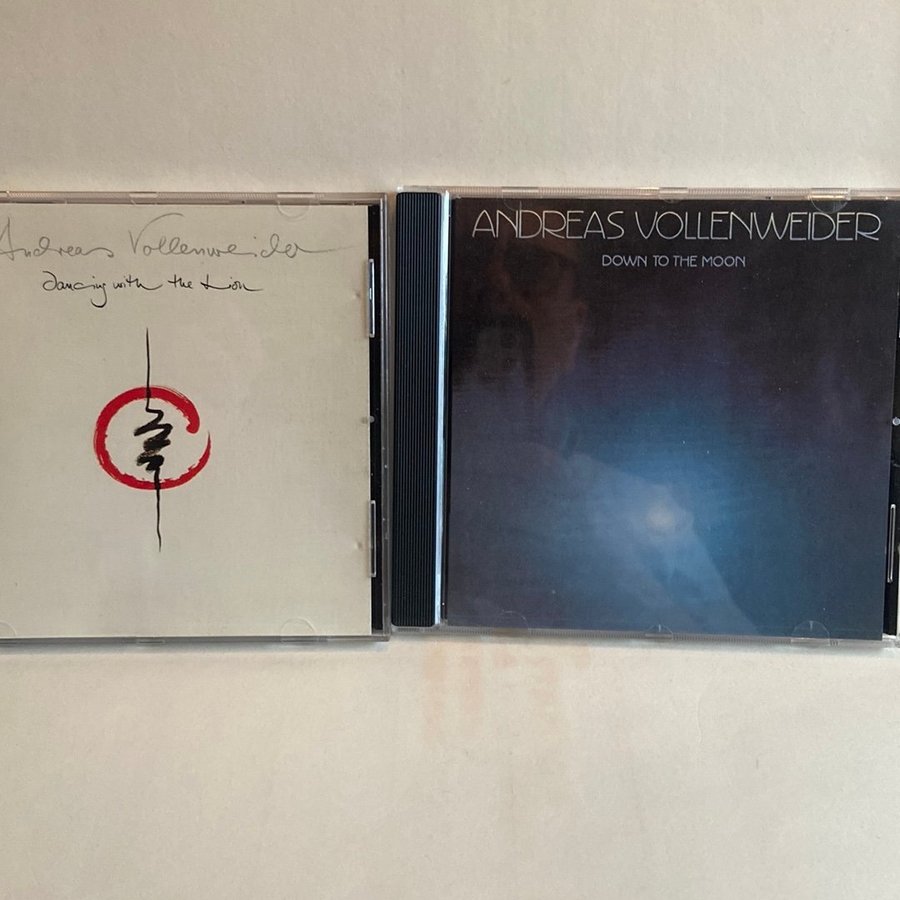 Andreas Vollenweider
Dancing with the Lion
ANDREAS VOLLENWEIDER
DOWN TO THE MOON